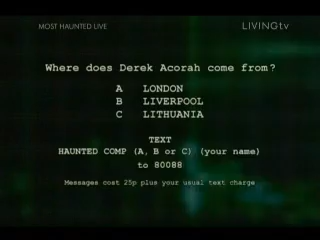 MOST HAUNTED LIVE
LIVINGtv
Where does Derek Acorah come from?
A LONDON
B LIVERPOOL
C LITHUANIA
TEXT
HAUNTED COMP (A, B or C) (your name)
to 80088
Messages cost 25p plus your usual text charge